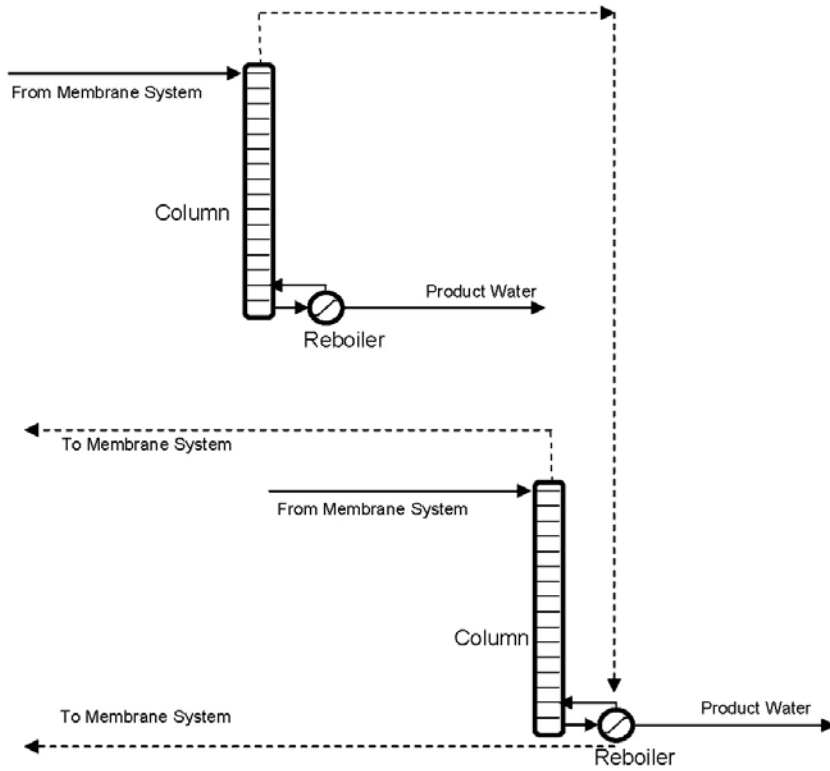 From Membrane System
Column
Product Water
Reboiler
To Membrane System
From Membrane System
Column
Product Water
To Membrane System
Reboiler